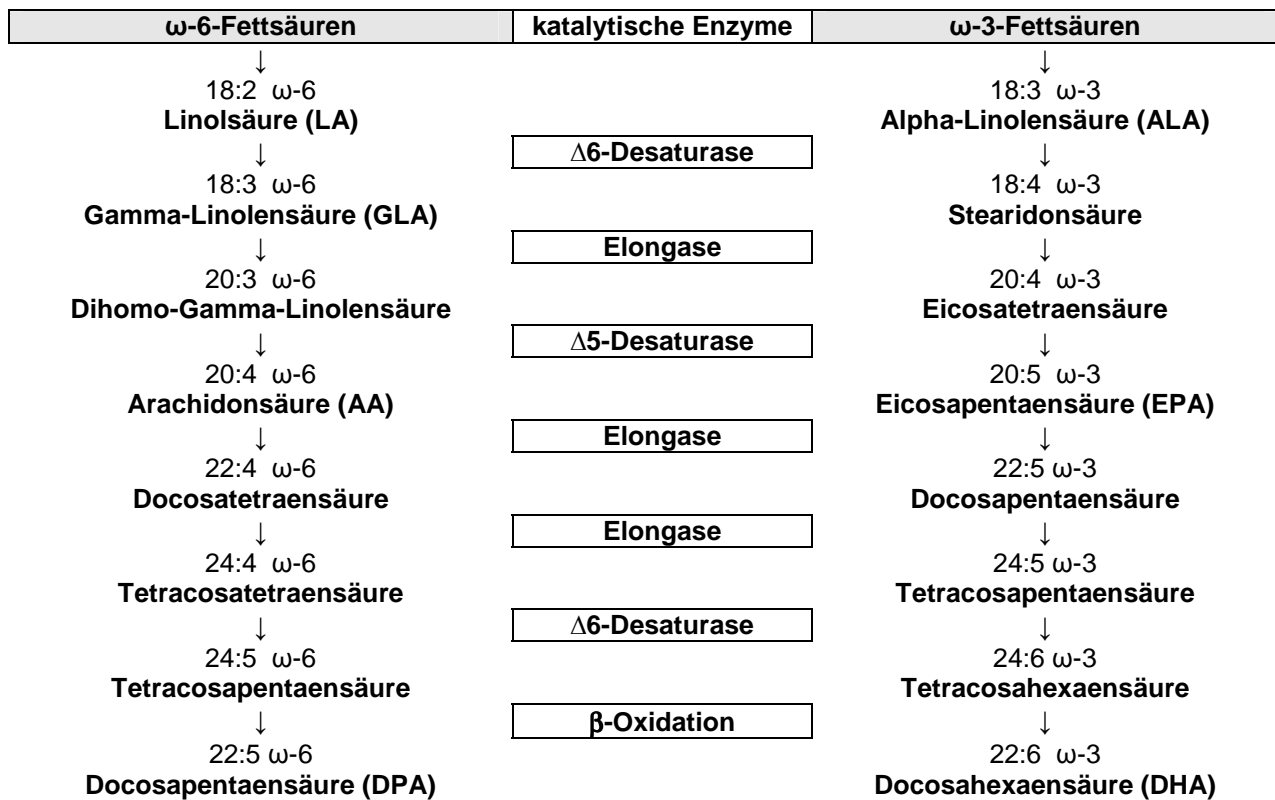 ω-6-Fettsäuren katalytische Enzyme ω-3-Fettsäuren
↓ ↓
18:2 ω-6 18:3 ω-3
Linolsäure (LA) Alpha-Linolensäure (ALA)
↓ Δ6-Desaturase ↓
18:3 ω-6 18:4 ω-3
Gamma-Linolensäure (GLA) Stearidonsäure
↓ Elongase ↓
20:3 ω-6 20:4 ω-3
Dihomo-Gamma-Linolensäure Eicosatetraensäure
↓ Δ5-Desaturase ↓
20:4 ω-6 20:5 ω-3
Arachidonsäure (AA) Eicosapentaensäure (EPA)
↓ Elongase ↓
22:4 ω-6 22:5 ω-3
Docosatetraensäure Docosapentaensäure
↓ Elongase ↓
24:4 ω-6 24:5 ω-3
Tetracosatetraensäure Tetracosapentaensäure
↓ Δ6-Desaturase ↓
24:5 ω-6 24:6 ω-3
Tetracosapentaensäure Tetracosahexaensäure
↓ β-Oxidation ↓
22:5 ω-6 22:6 ω-3
Docosapentaensäure (DPA) Docosahexaensäure (DHA)